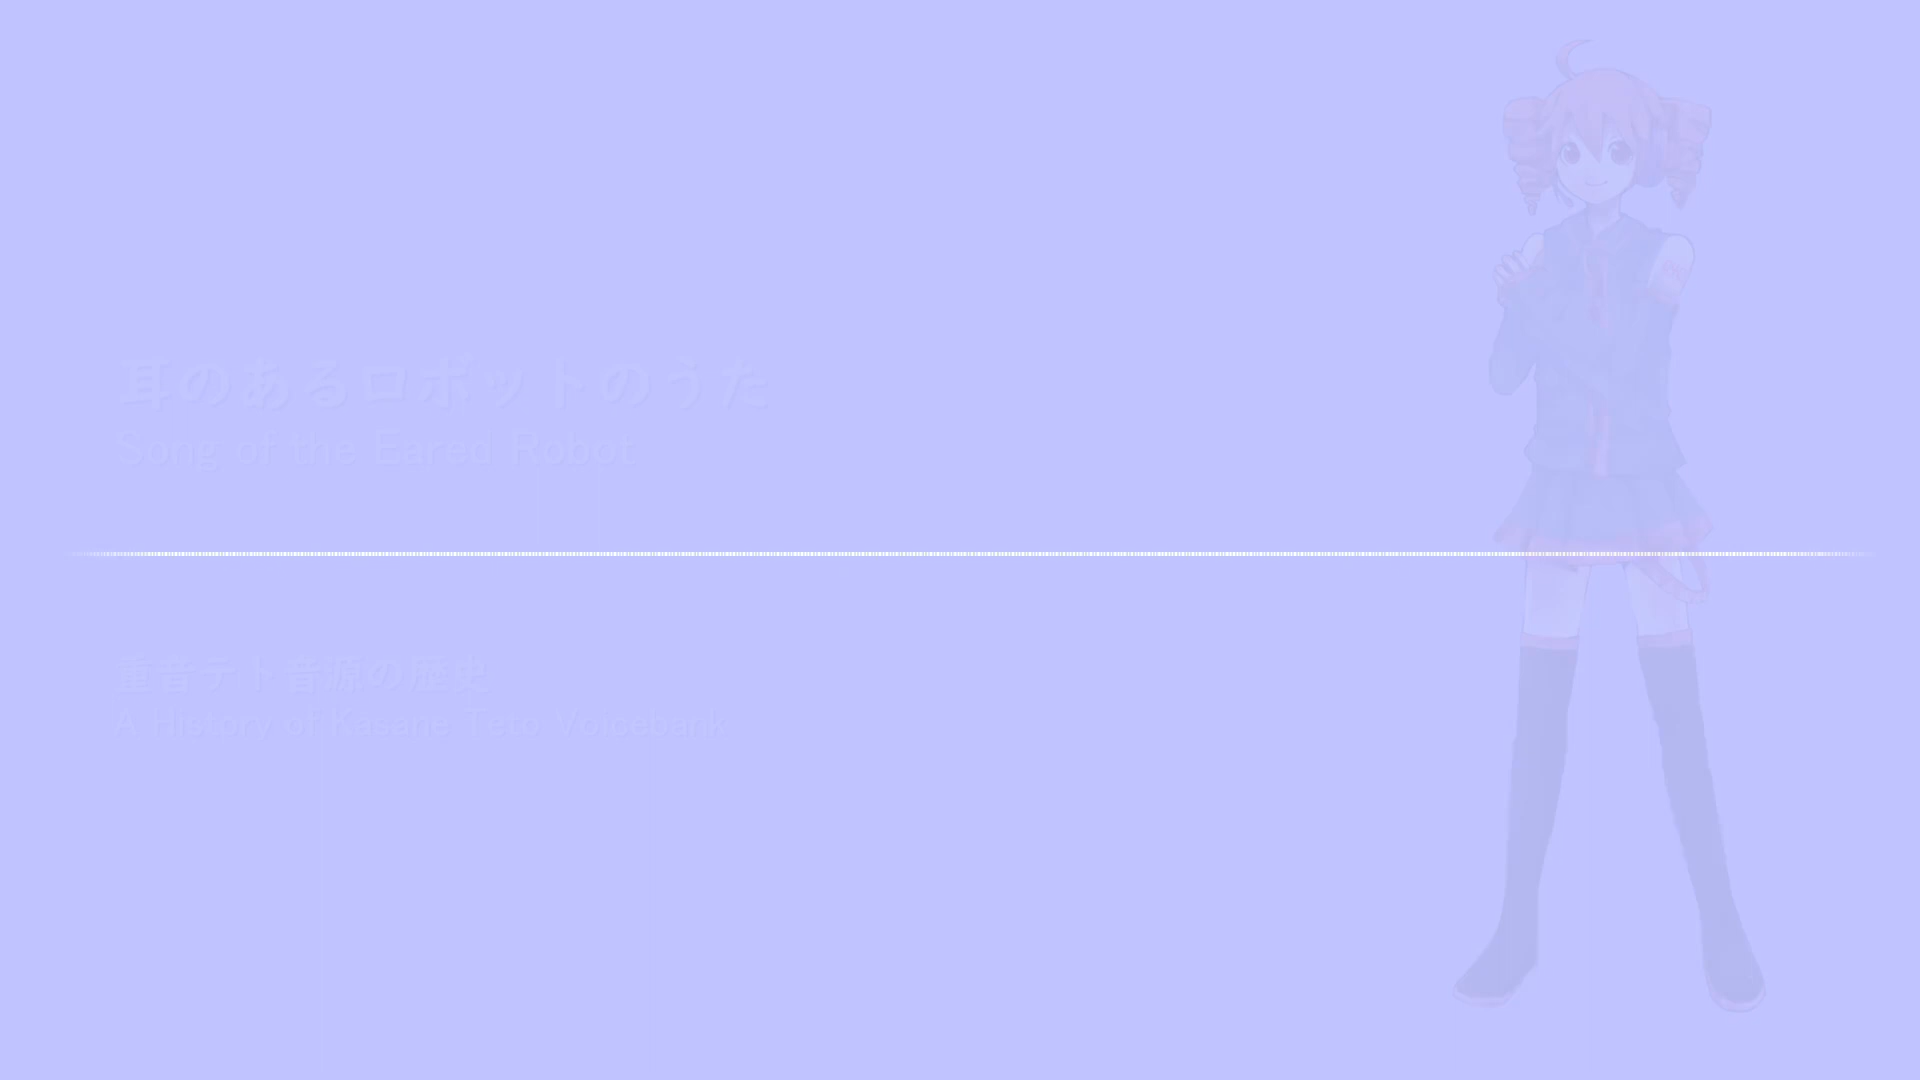 耳のあるロボットのうた
Song of the Eared Robot
重音テト音源の歴史
A History of Kasane Teto Voicebank